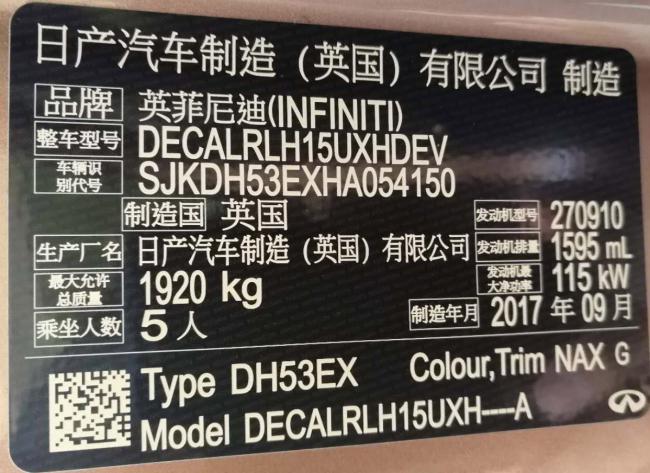 日产汽车制造（英国）有限公司 制造
品牌 英菲尼迪(INFINITI)
整车型号 DECALRLH15UXHDEV
车辆识别代号 SJKDH53EXHA054150
制造国 英国 发动机型号 270910
生产厂名 日产汽车制造（英国）有限公司 发动机排量 1595 mL
最大允许总质量 1920 kg 发动机最大净功率 115 kW
乘坐人数 5 人 制造年月 2017 年 09 月
Type DH53EX Colour,Trim NAX G
Model DECALRLH15UXH----A